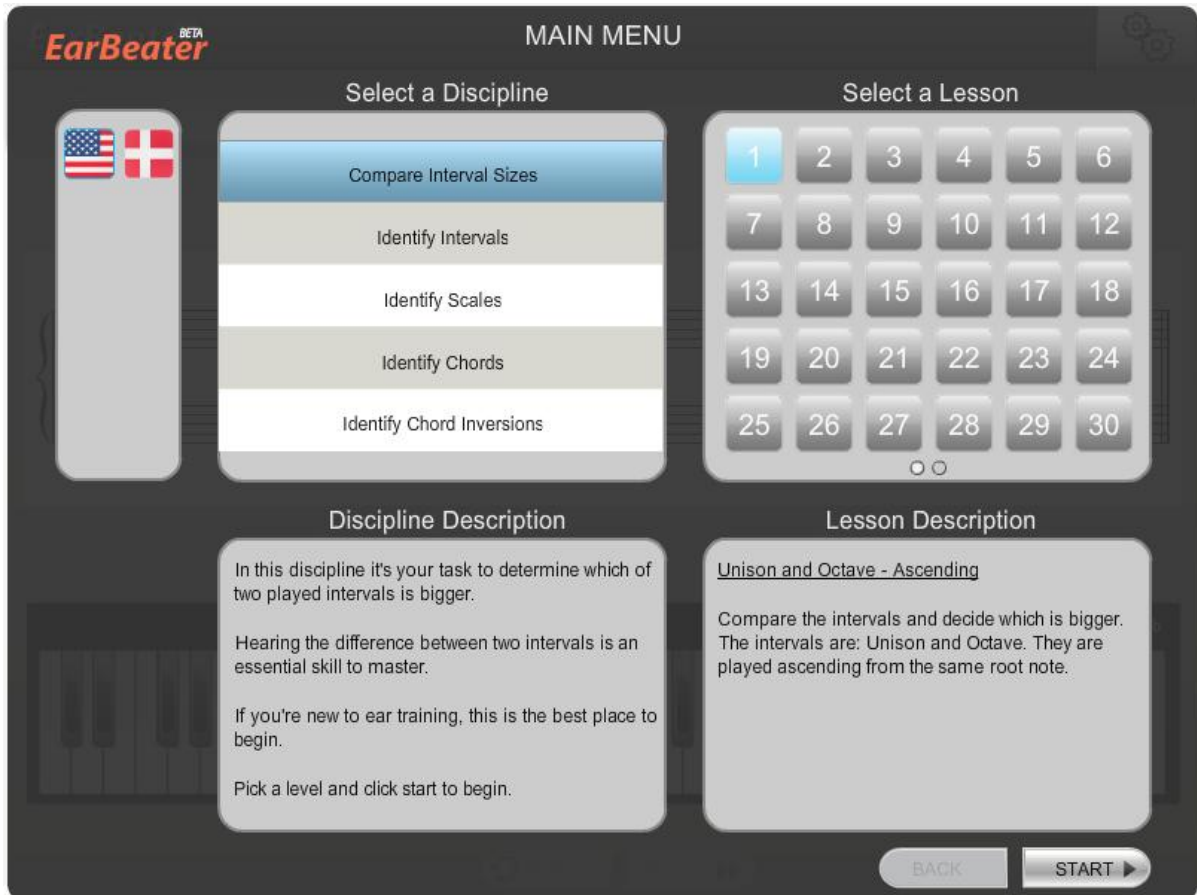 EarBeater BETA
MAIN MENU
Select a Discipline
Compare Interval Sizes
Identify Intervals
Identify Scales
Identify Chords
Identify Chord Inversions
Select a Lesson
1 2 3 4 5 6
7 8 9 10 11 12
13 14 15 16 17 18
19 20 21 22 23 24
25 26 27 28 29 30
Discipline Description
In this discipline it's your task to determine which of
two played intervals is bigger.
Hearing the difference between two intervals is an
essential skill to master.
If you're new to ear training, this is the best place to
begin.
Pick a level and click start to begin.
Lesson Description
Unison and Octave - Ascending
Compare the intervals and decide which is bigger.
The intervals are: Unison and Octave. They are
played ascending from the same root note.
BACK
START